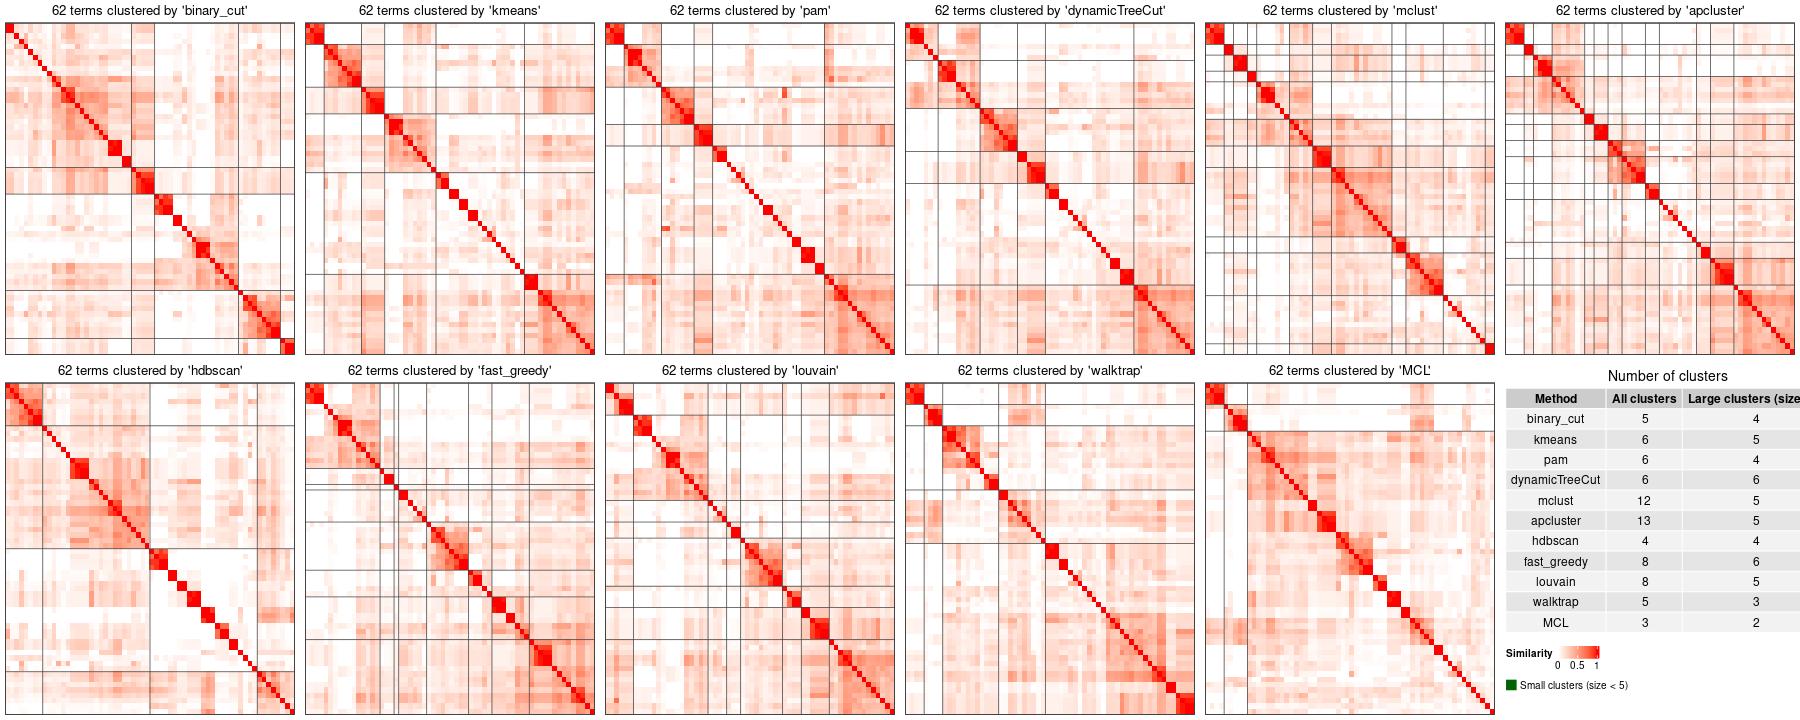 62 terms clustered by 'binary_cut'
62 terms clustered by 'kmeans'
62 terms clustered by 'pam'
62 terms clustered by 'dynamicTreeCut'
62 terms clustered by 'mclust'
62 terms clustered by 'apcluster'
62 terms clustered by 'hdbscan'
62 terms clustered by 'fast_greedy'
62 terms clustered by 'louvain'
62 terms clustered by 'walktrap'
62 terms clustered by 'MCL'
Number of clusters
Method All clusters Large clusters (size
binary_cut 5 4
kmeans 6 5
pam 6 4
dynamicTreeCut 6 6
mclust 12 5
apcluster 13 5
hdbscan 4 4
fast_greedy 8 6
louvain 8 5
walktrap 5 3
MCL 3 2
Similarity
0 0.5 1
Small clusters (size < 5)